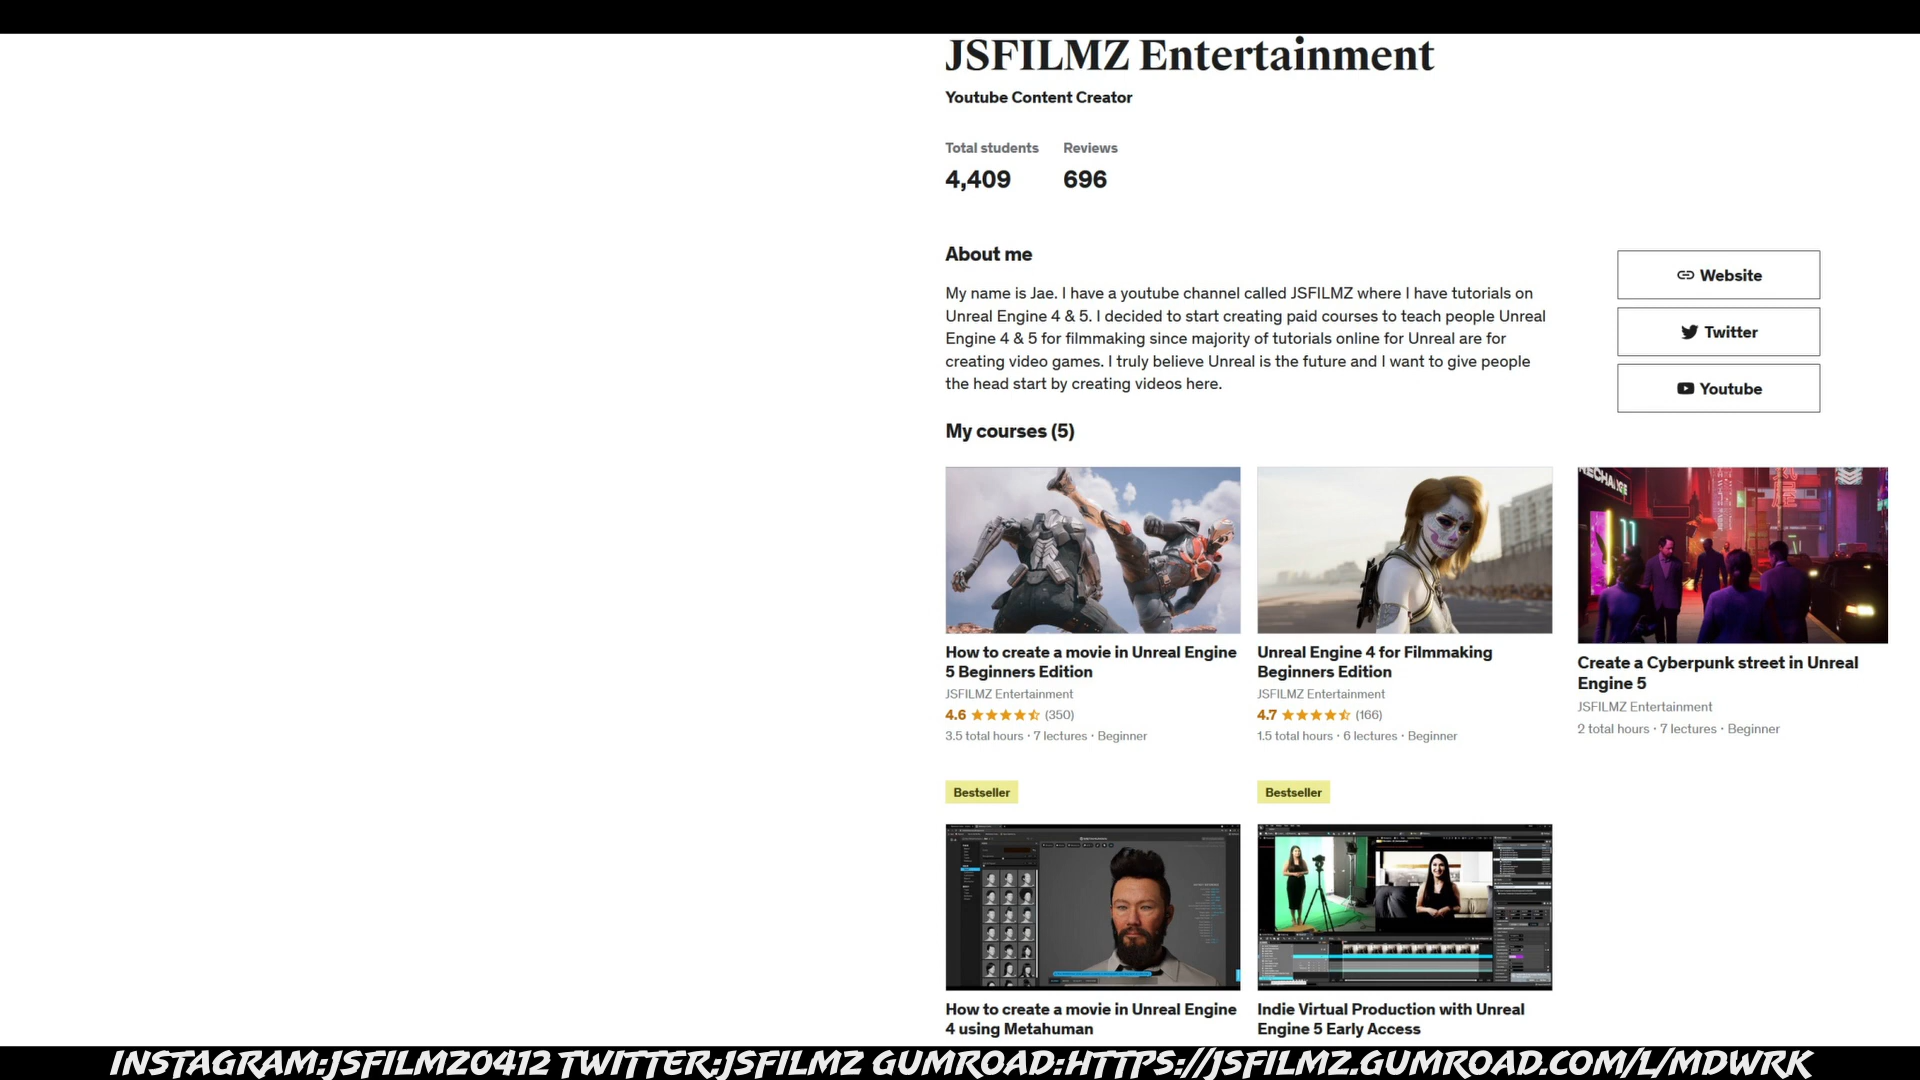 JSFILMZ Entertainment
Youtube Content Creator
Total students Reviews
4,409 696
About me
My name is Jae. I have a youtube channel called JSFILMZ where I have tutorials on
Unreal Engine 4 & 5. I decided to start creating paid courses to teach people Unreal
Engine 4 & 5 for filmmaking since majority of tutorials online for Unreal are for
creating video games. I truly believe Unreal is the future and I want to give people
the head start by creating videos here.
Website
Twitter
Youtube
My courses (5)
How to create a movie in Unreal Engine
5 Beginners Edition
JSFILMZ Entertainment
4.6 (350)
3.5 total hours · 7 lectures · Beginner
Bestseller
Unreal Engine 4 for Filmmaking
Beginners Edition
JSFILMZ Entertainment
4.7 (166)
1.5 total hours · 6 lectures · Beginner
Bestseller
Create a Cyberpunk street in Unreal
Engine 5
JSFILMZ Entertainment
2 total hours · 7 lectures · Beginner
How to create a movie in Unreal Engine
4 using Metahuman
Indie Virtual Production with Unreal
Engine 5 Early Access
INSTAGRAM:JSFILMZ0412 TWITTER:JSFILMZ GUMROAD:HTTPS://JSFILMZ.GUMROAD.COM/L/MDWRK